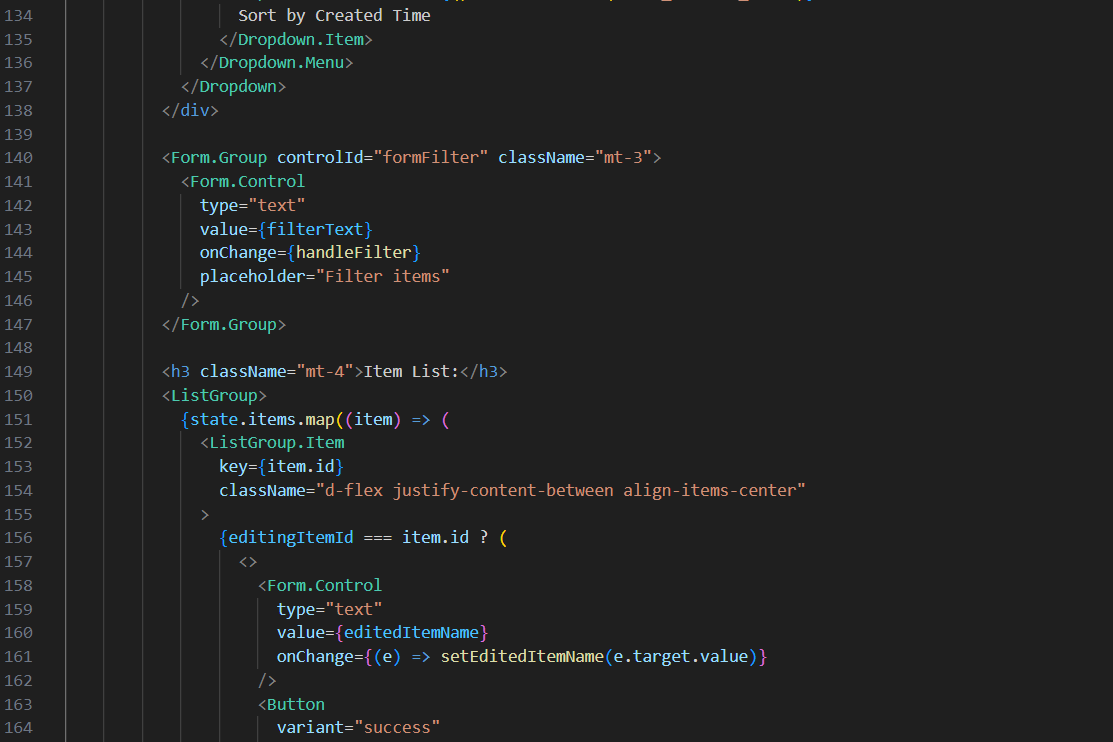 134 Sort by Created Time
135 </Dropdown.Item>
136 </Dropdown.Menu>
137 </Dropdown>
138 </div>
139
140 <Form.Group controlId="formFilter" className="mt-3">
141 <Form.Control
142 type="text"
143 value={filterText}
144 onChange={handleFilter}
145 placeholder="Filter items"
146 />
147 </Form.Group>
148
149 <h3 className="mt-4">Item List:</h3>
150 <ListGroup>
151 {state.items.map((item) => (
152 <ListGroup.Item
153 key={item.id}
154 className="d-flex justify-content-between align-items-center"
155 >
156 {editingItemId === item.id ? (
157 <>
158 <Form.Control
159 type="text"
160 value={editedItemName}
161 onChange={(e) => setEditedItemName(e.target.value)}
162 />
163 <Button
164 variant="success"